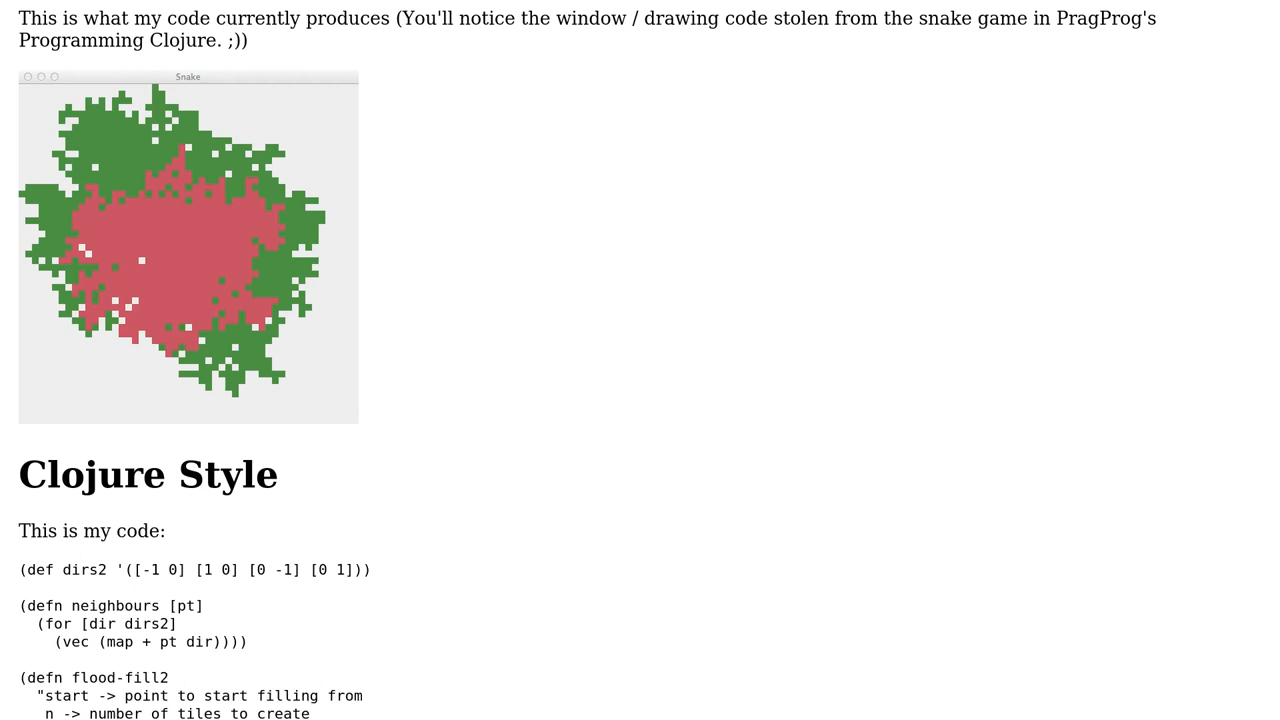 This is what my code currently produces (You'll notice the window / drawing code stolen from the snake game in PragProg's
Programming Clojure. ;))
Snake
Clojure Style
This is my code:
(def dirs2 '([-1 0] [1 0] [0 -1] [0 1]))
(defn neighbours [pt]
  (for [dir dirs2]
    (vec (map + pt dir))))
(defn flood-fill2
  "start -> point to start filling from
   n -> number of tiles to create